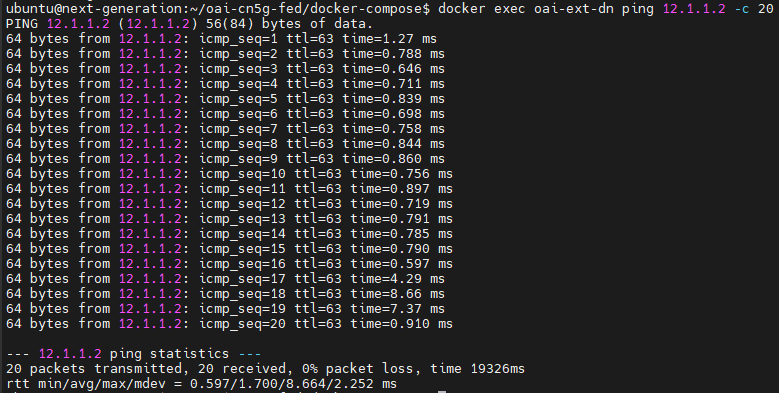 ubuntu@next-generation:~/oai-cn5g-fed/docker-compose$ docker exec oai-ext-dn ping 12.1.1.2 -c 20
PING 12.1.1.2 (12.1.1.2) 56(84) bytes of data.
64 bytes from 12.1.1.2: icmp_seq=1 ttl=63 time=1.27 ms
64 bytes from 12.1.1.2: icmp_seq=2 ttl=63 time=0.788 ms
64 bytes from 12.1.1.2: icmp_seq=3 ttl=63 time=0.646 ms
64 bytes from 12.1.1.2: icmp_seq=4 ttl=63 time=0.711 ms
64 bytes from 12.1.1.2: icmp_seq=5 ttl=63 time=0.839 ms
64 bytes from 12.1.1.2: icmp_seq=6 ttl=63 time=0.698 ms
64 bytes from 12.1.1.2: icmp_seq=7 ttl=63 time=0.758 ms
64 bytes from 12.1.1.2: icmp_seq=8 ttl=63 time=0.844 ms
64 bytes from 12.1.1.2: icmp_seq=9 ttl=63 time=0.860 ms
64 bytes from 12.1.1.2: icmp_seq=10 ttl=63 time=0.756 ms
64 bytes from 12.1.1.2: icmp_seq=11 ttl=63 time=0.897 ms
64 bytes from 12.1.1.2: icmp_seq=12 ttl=63 time=0.719 ms
64 bytes from 12.1.1.2: icmp_seq=13 ttl=63 time=0.791 ms
64 bytes from 12.1.1.2: icmp_seq=14 ttl=63 time=0.785 ms
64 bytes from 12.1.1.2: icmp_seq=15 ttl=63 time=0.790 ms
64 bytes from 12.1.1.2: icmp_seq=16 ttl=63 time=0.597 ms
64 bytes from 12.1.1.2: icmp_seq=17 ttl=63 time=4.29 ms
64 bytes from 12.1.1.2: icmp_seq=18 ttl=63 time=8.66 ms
64 bytes from 12.1.1.2: icmp_seq=19 ttl=63 time=7.37 ms
64 bytes from 12.1.1.2: icmp_seq=20 ttl=63 time=0.910 ms
--- 12.1.1.2 ping statistics ---
20 packets transmitted, 20 received, 0% packet loss, time 19326ms
rtt min/avg/max/mdev = 0.597/1.700/8.664/2.252 ms